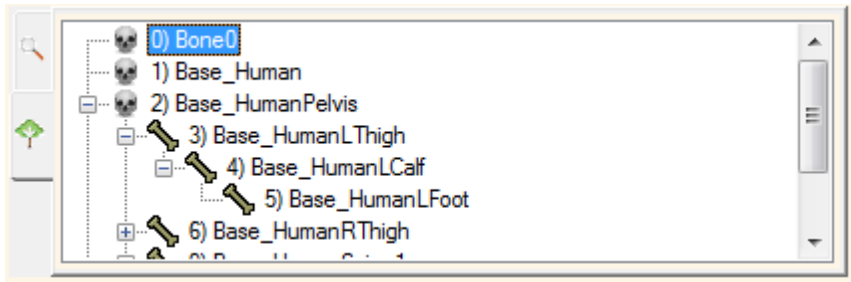 0) Bone0
1) Base_Human
2) Base_HumanPelvis
3) Base_HumanLThigh
4) Base_HumanLCalf
5) Base_HumanLFoot
6) Base_HumanRThigh